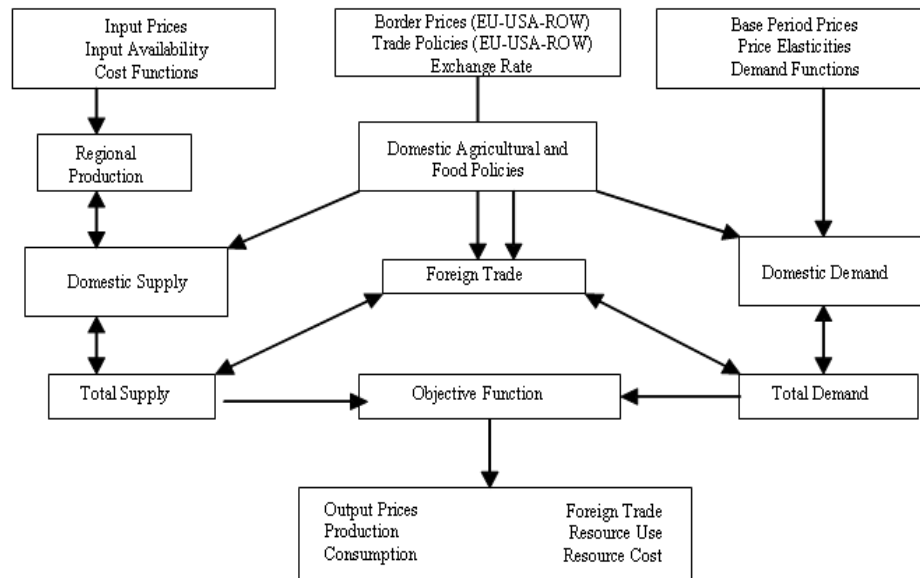 Input Prices
Input Availability
Cost Functions
Border Prices (EU-USA-ROW)
Trade Policies (EU-USA-ROW)
Exchange Rate
Base Period Prices
Price Elasticities
Demand Functions
Regional
Production
Domestic Agricultural and
Food Policies
Domestic Supply
Foreign Trade
Domestic Demand
Total Supply
Objective Function
Total Demand
Output Prices
Production
Consumption
Foreign Trade
Resource Use
Resource Cost